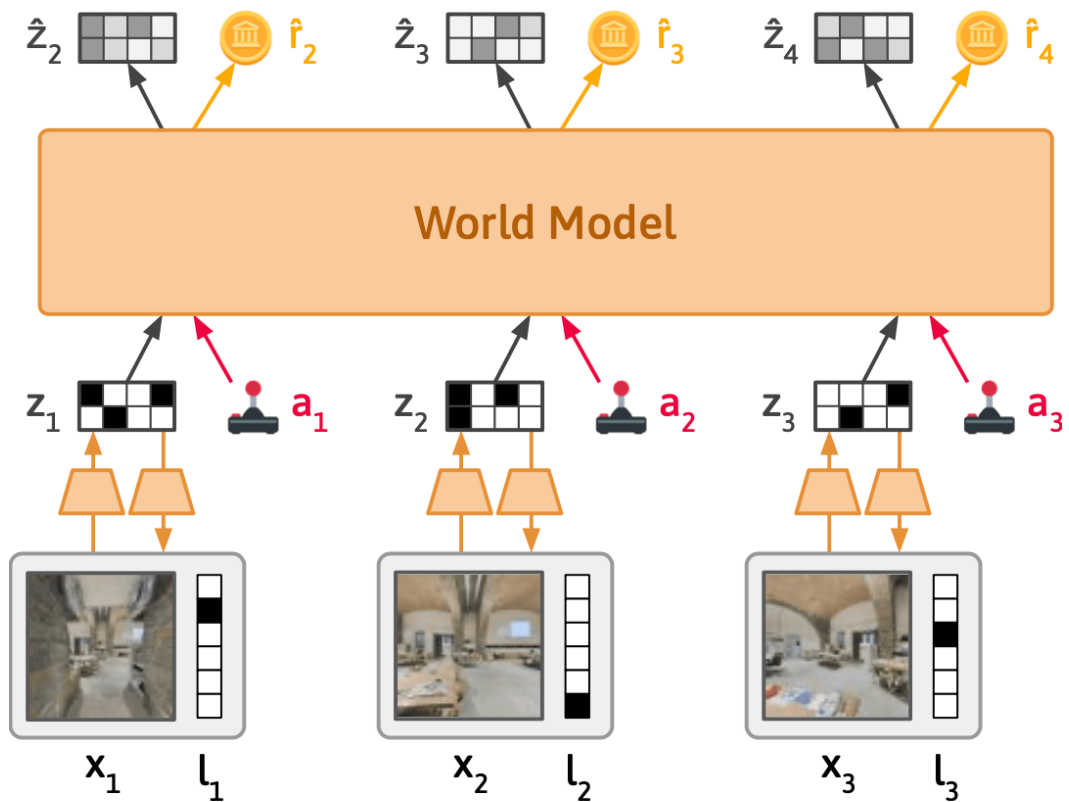 ẑ₂ r̂₂ ẑ₃ r̂₃ ẑ₄ r̂₄
World Model
z₁ a₁ z₂ a₂ z₃ a₃
x₁ l₁ x₂ l₂ x₃ l₃